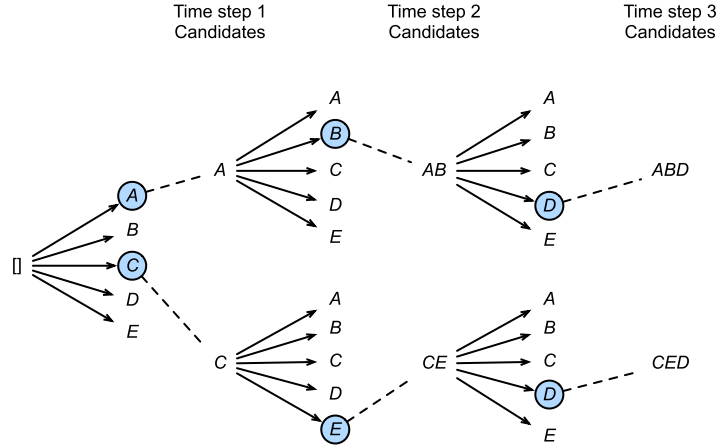 Time step 1
Candidates
Time step 2
Candidates
Time step 3
Candidates
[]
A
B
C
D
E
A
A
B
C
D
E
AB
A
B
C
D
E
ABD
C
A
B
C
D
E
CE
A
B
C
D
E
CED